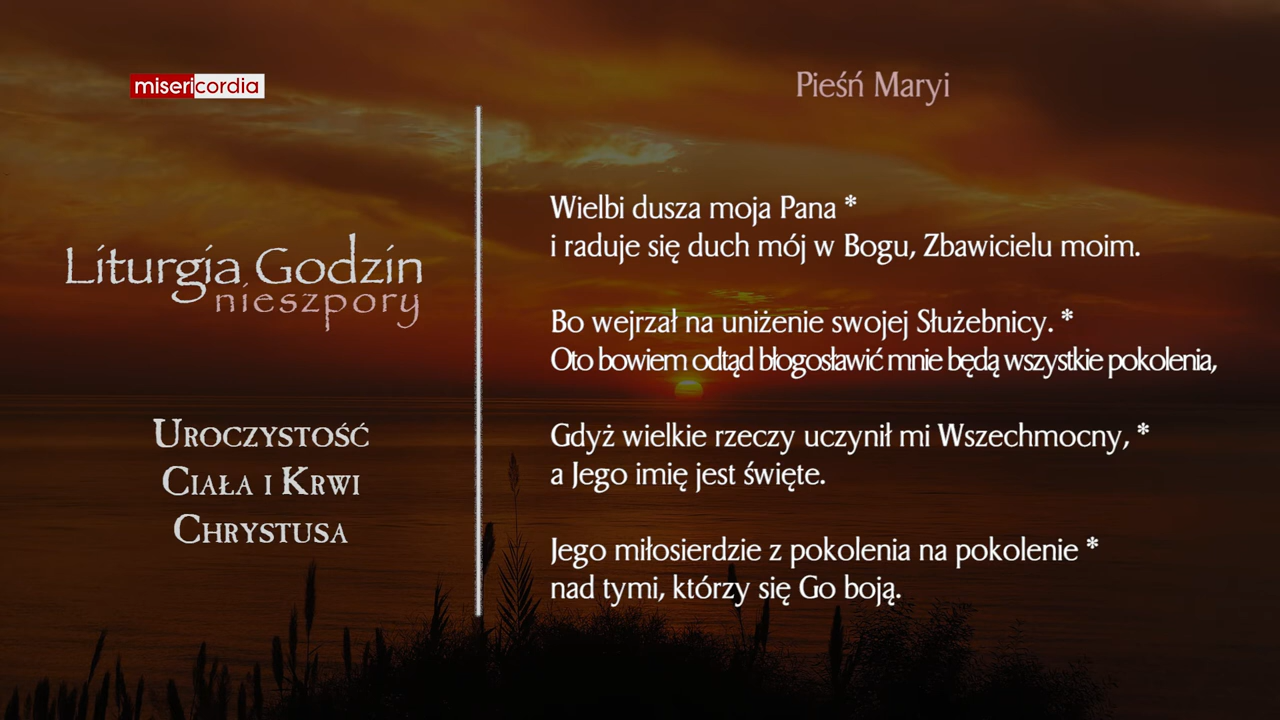 misericordia
Liturgia Godzin
nieszpory
Uroczystość
Ciała i Krwi
Chrystusa
Pieśń Maryi
Wielbi dusza moja Pana *
i raduje się duch mój w Bogu, Zbawicielu moim.
Bo wejrzał na uniżenie swojej Służebnicy. *
Oto bowiem odtąd błogosławić mnie będą wszystkie pokolenia,
Gdyż wielkie rzeczy uczynił mi Wszechmocny, *
a Jego imię jest święte.
Jego miłosierdzie z pokolenia na pokolenie *
nad tymi, którzy się Go boją.